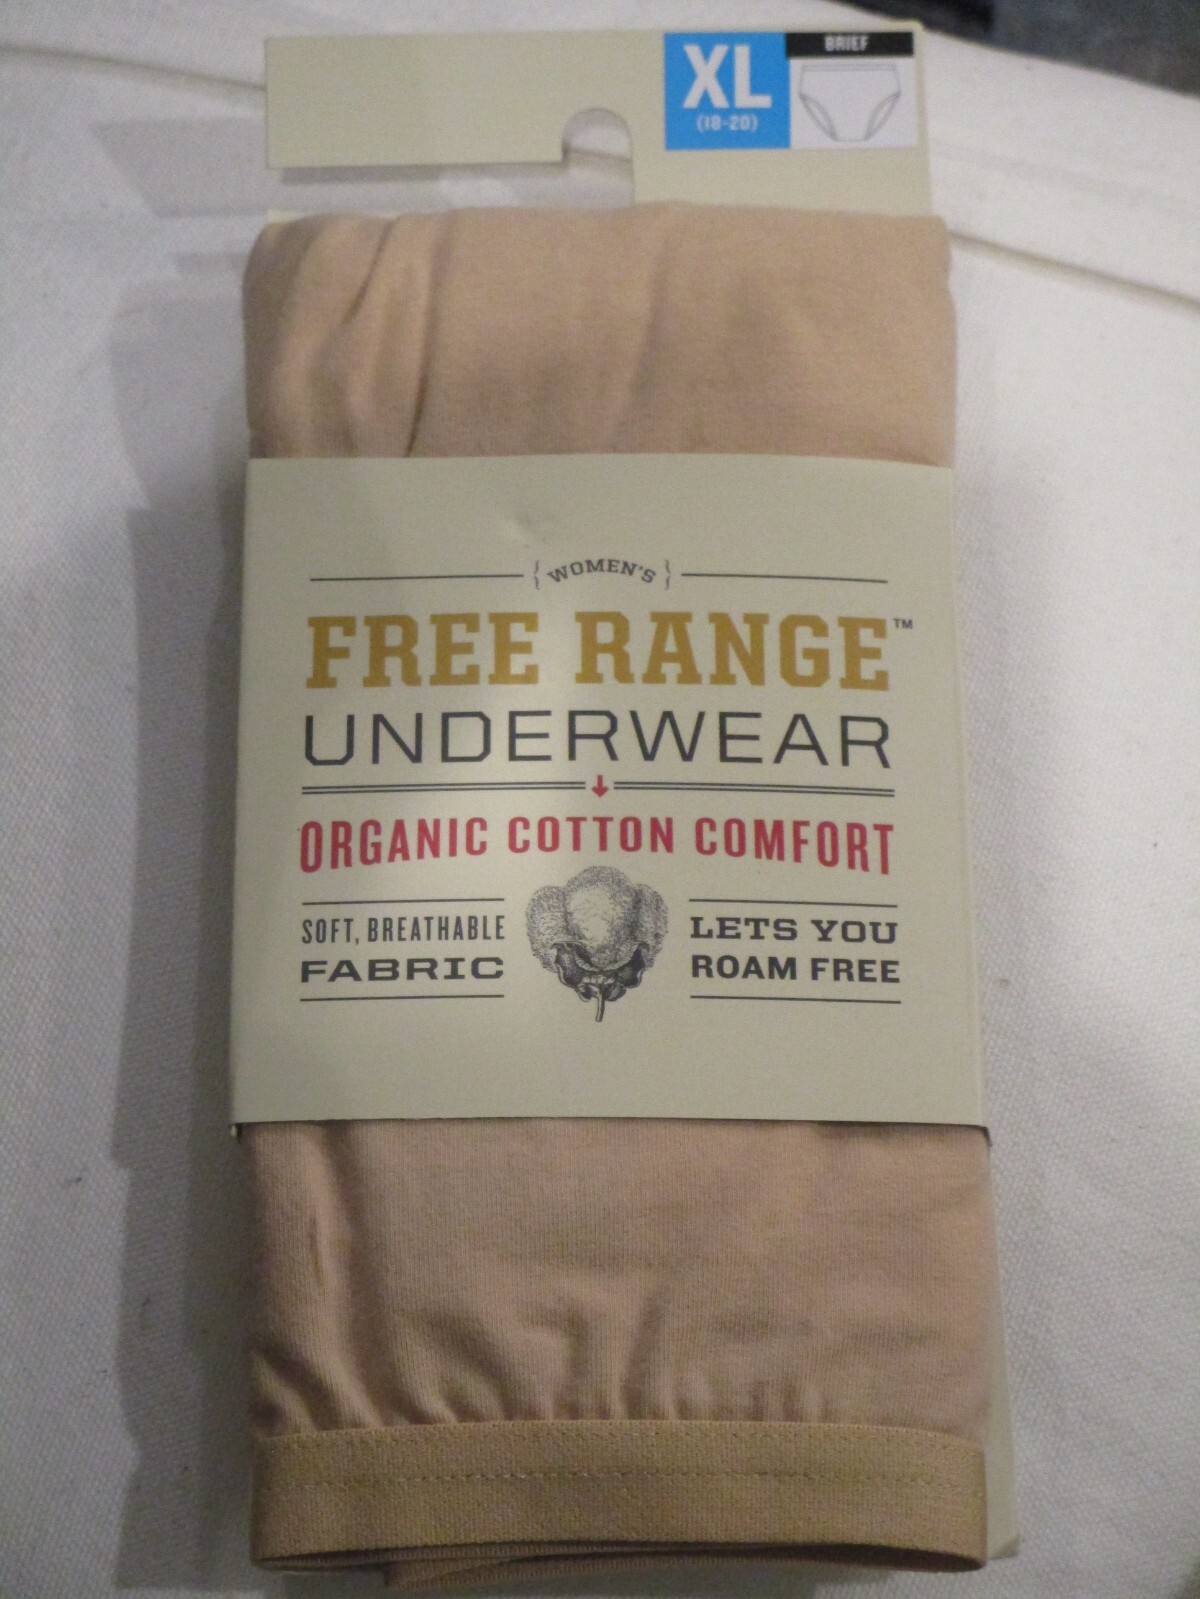 XL
(18-20)
BRIEF
{WOMEN'S}
FREE RANGE™
UNDERWEAR
ORGANIC COTTON COMFORT
SOFT, BREATHABLE
FABRIC
LETS YOU
ROAM FREE